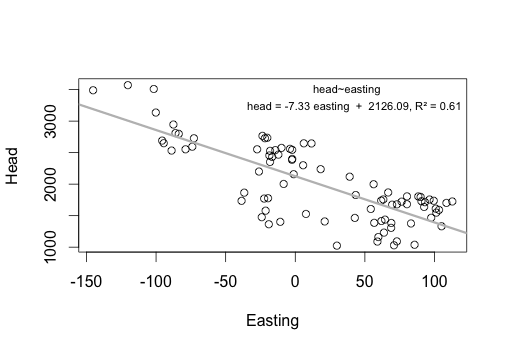 head~easting
head = -7.33 easting + 2126.09, R² = 0.61
Head
3000
2000
1000
-150 -100 -50 0 50 100
Easting